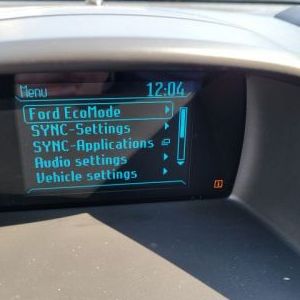 Menu 12:04
Ford EcoMode
SYNC-Settings
SYNC-Applications
Audio settings
Vehicle settings